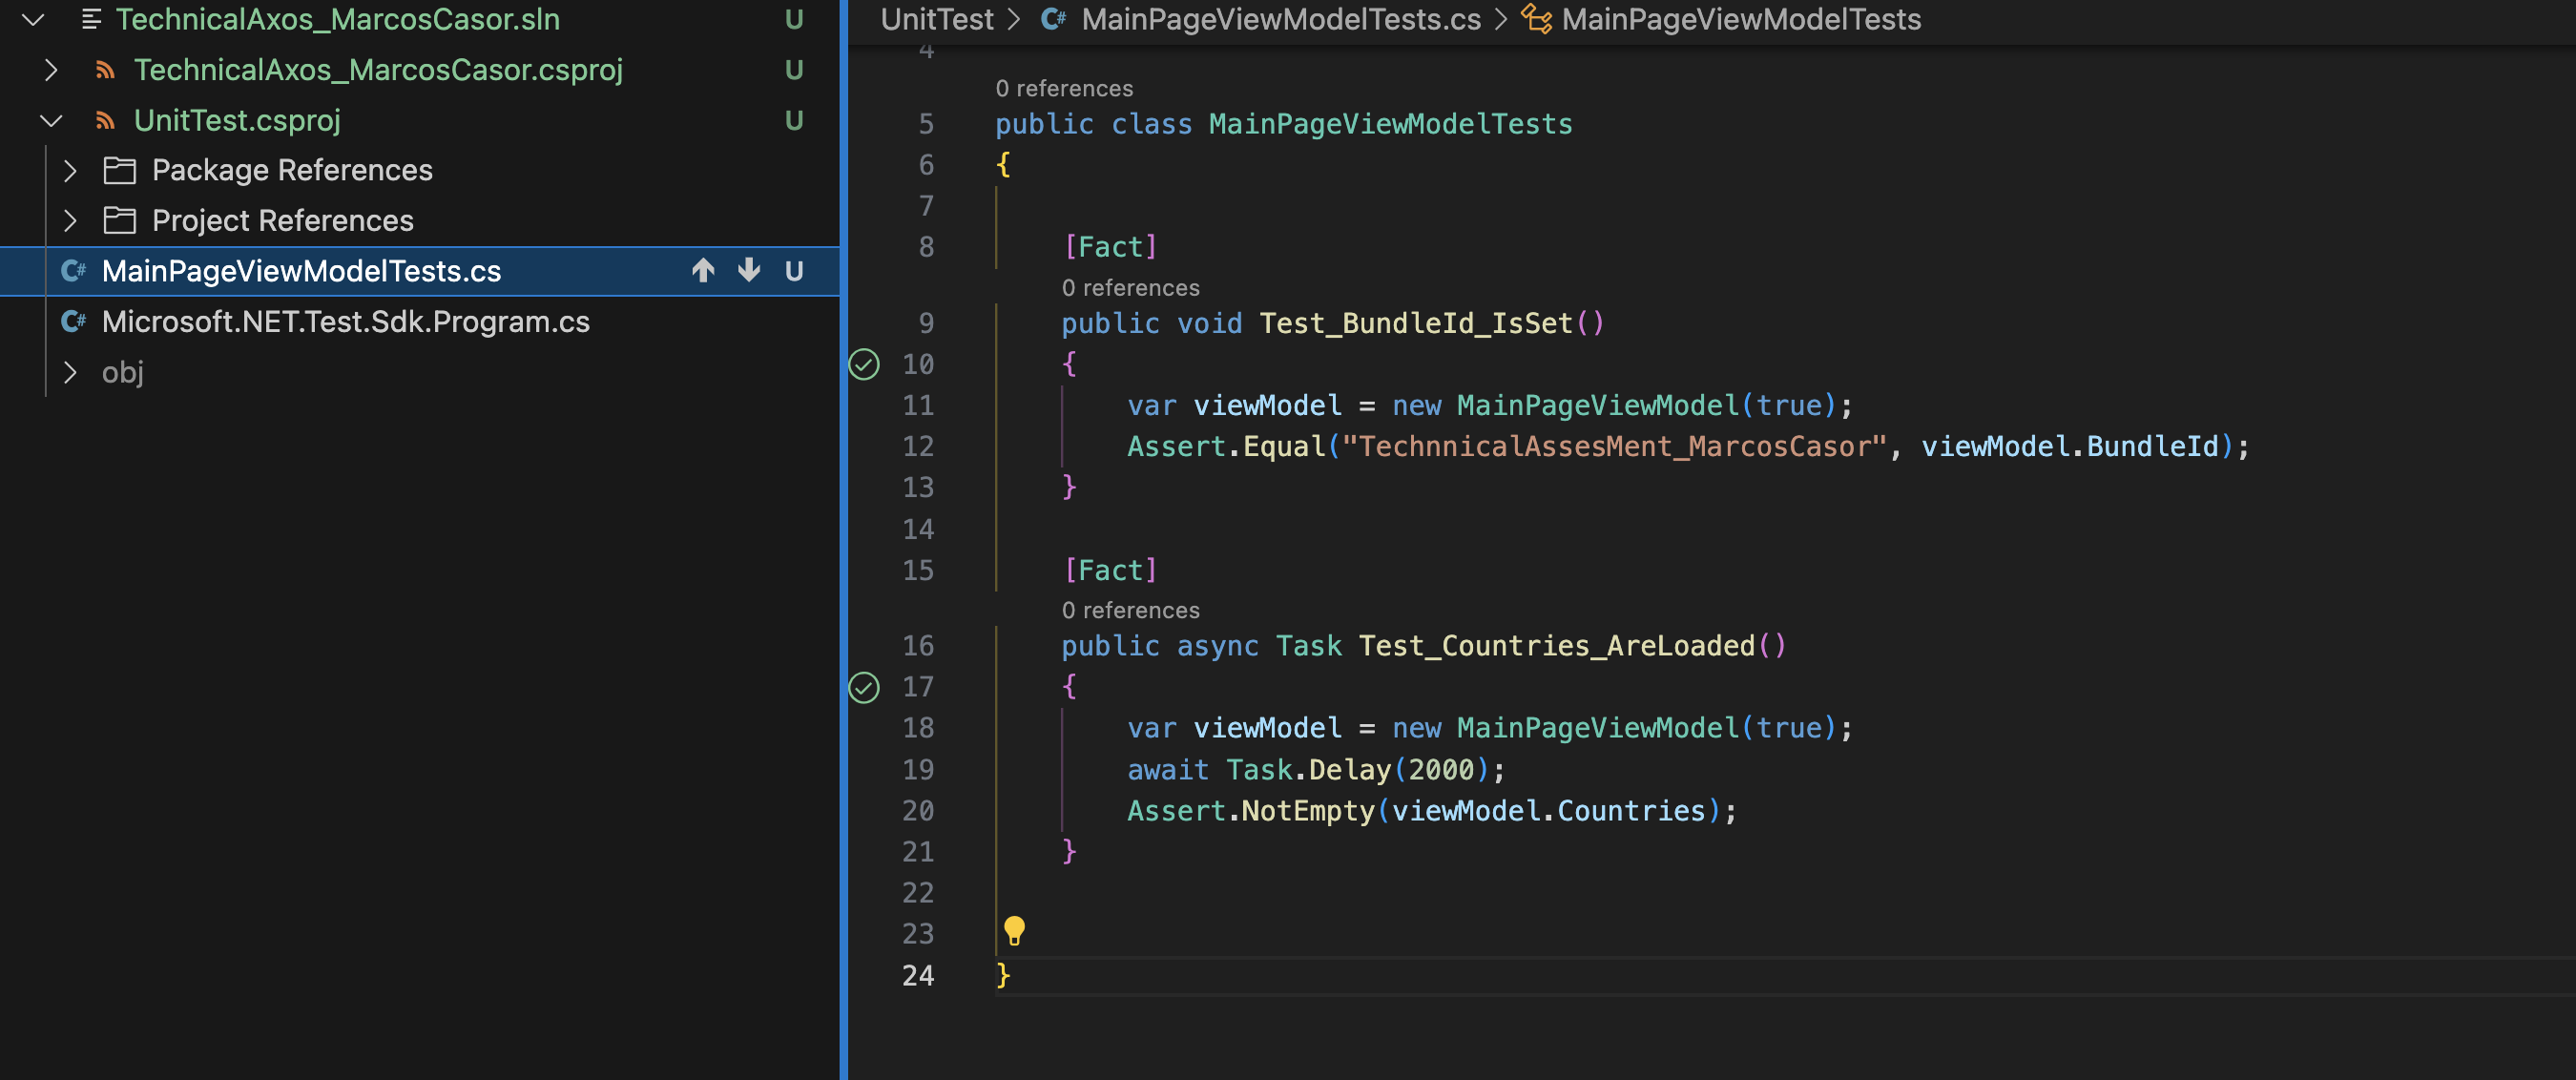 TechnicalAxos_MarcosCasor.sln U
TechnicalAxos_MarcosCasor.csproj U
UnitTest.csproj U
Package References
Project References
C# MainPageViewModelTests.cs U
C# Microsoft.NET.Test.Sdk.Program.cs
obj
UnitTest > C# MainPageViewModelTests.cs > MainPageViewModelTests
4
0 references
5 public class MainPageViewModelTests
6 {
7
8 [Fact]
0 references
9 public void Test_BundleId_IsSet()
10 {
11 var viewModel = new MainPageViewModel(true);
12 Assert.Equal("TechnnicalAssesMent_MarcosCasor", viewModel.BundleId);
13 }
14
15 [Fact]
0 references
16 public async Task Test_Countries_AreLoaded()
17 {
18 var viewModel = new MainPageViewModel(true);
19 await Task.Delay(2000);
20 Assert.NotEmpty(viewModel.Countries);
21 }
22
23
24 }